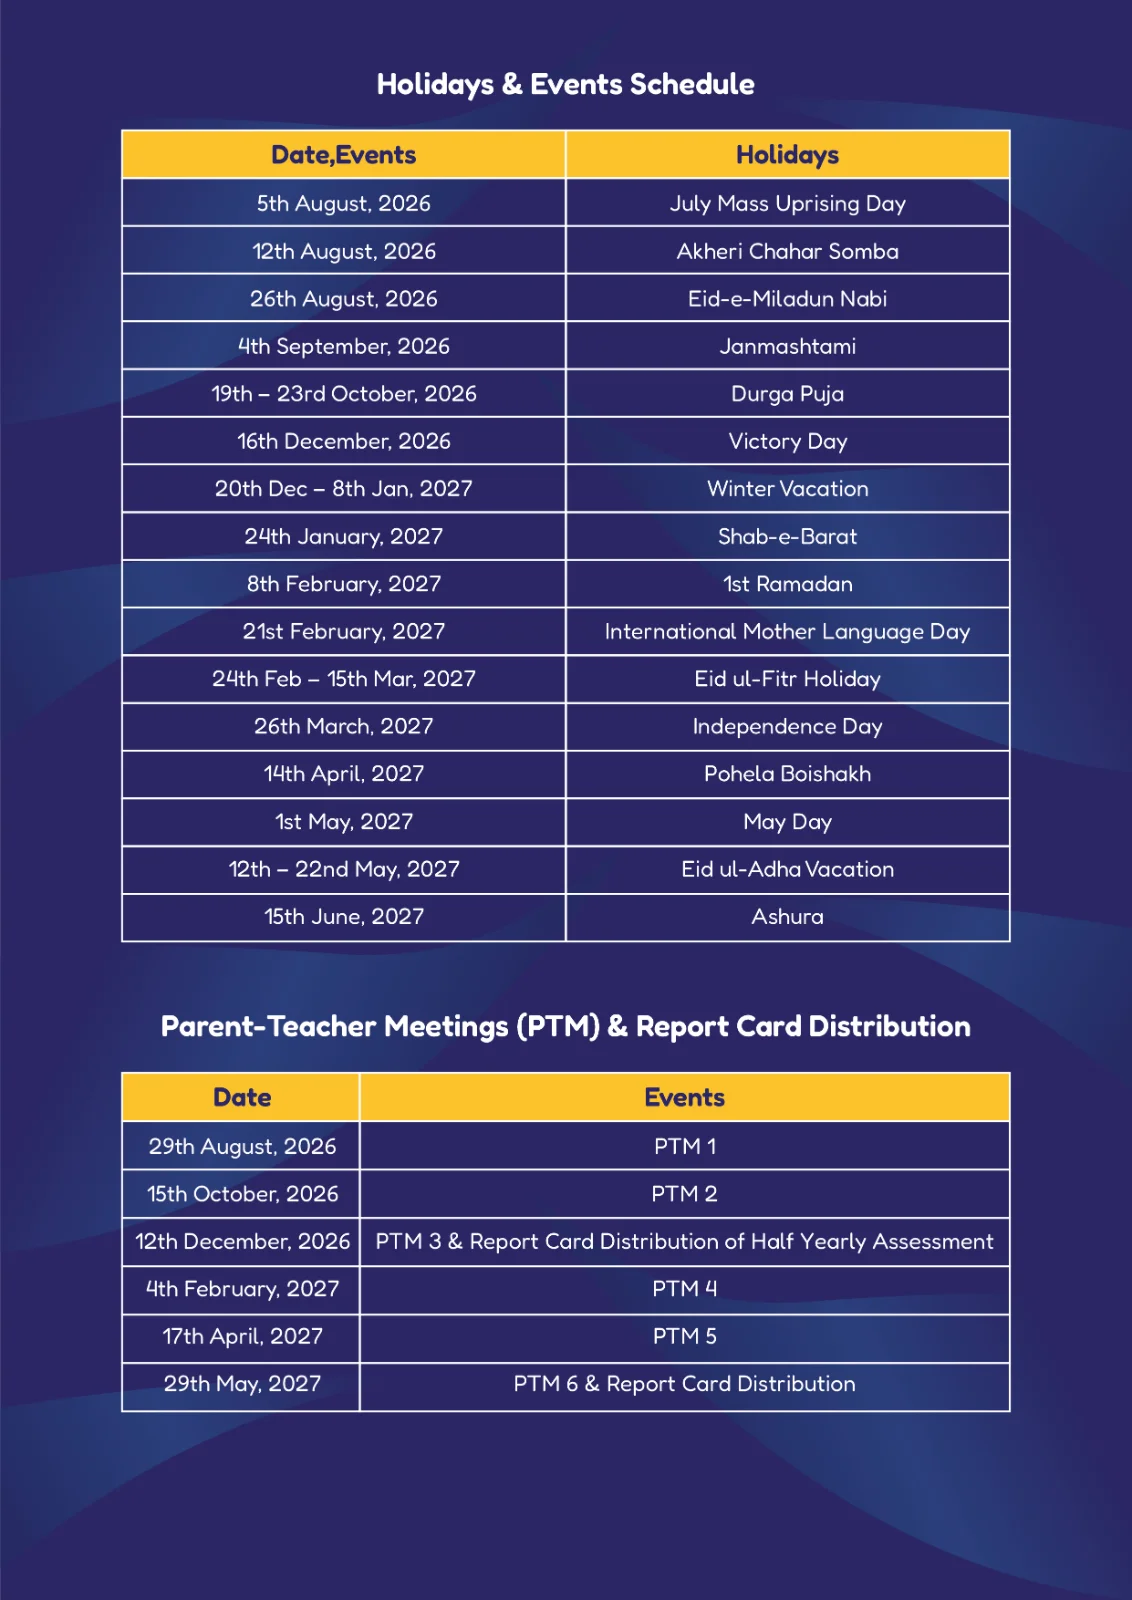 Holidays & Events Schedule
Date,Events Holidays
5th August, 2026 July Mass Uprising Day
12th August, 2026 Akheri Chahar Somba
26th August, 2026 Eid-e-Miladun Nabi
4th September, 2026 Janmashtami
19th – 23rd October, 2026 Durga Puja
16th December, 2026 Victory Day
20th Dec – 8th Jan, 2027 Winter Vacation
24th January, 2027 Shab-e-Barat
8th February, 2027 1st Ramadan
21st February, 2027 International Mother Language Day
24th Feb – 15th Mar, 2027 Eid ul-Fitr Holiday
26th March, 2027 Independence Day
14th April, 2027 Pohela Boishakh
1st May, 2027 May Day
12th – 22nd May, 2027 Eid ul-Adha Vacation
15th June, 2027 Ashura
Parent-Teacher Meetings (PTM) & Report Card Distribution
Date Events
29th August, 2026 PTM 1
15th October, 2026 PTM 2
12th December, 2026 PTM 3 & Report Card Distribution of Half Yearly Assessment
4th February, 2027 PTM 4
17th April, 2027 PTM 5
29th May, 2027 PTM 6 & Report Card Distribution